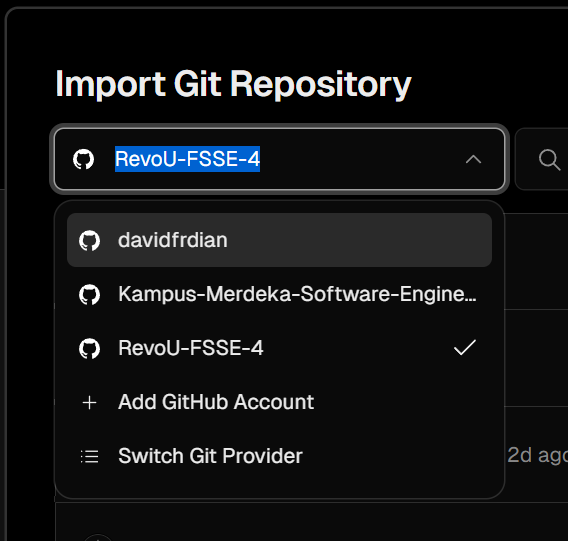 Import Git Repository
RevoU-FSSE-4
davidfrdian
Kampus-Merdeka-Software-Engine...
RevoU-FSSE-4
Add GitHub Account
Switch Git Provider
2d ago